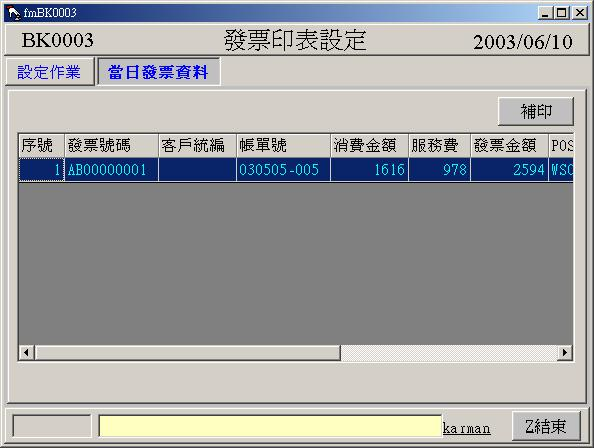 fmBK0003
BK0003 發票印表設定 2003/06/10
設定作業 當日發票資料
補印
序號 發票號碼 客戶統編 帳單號 消費金額 服務費 發票金額 POS
1 AB00000001 030505-005 1616 978 2594 WSC
karman Z結束